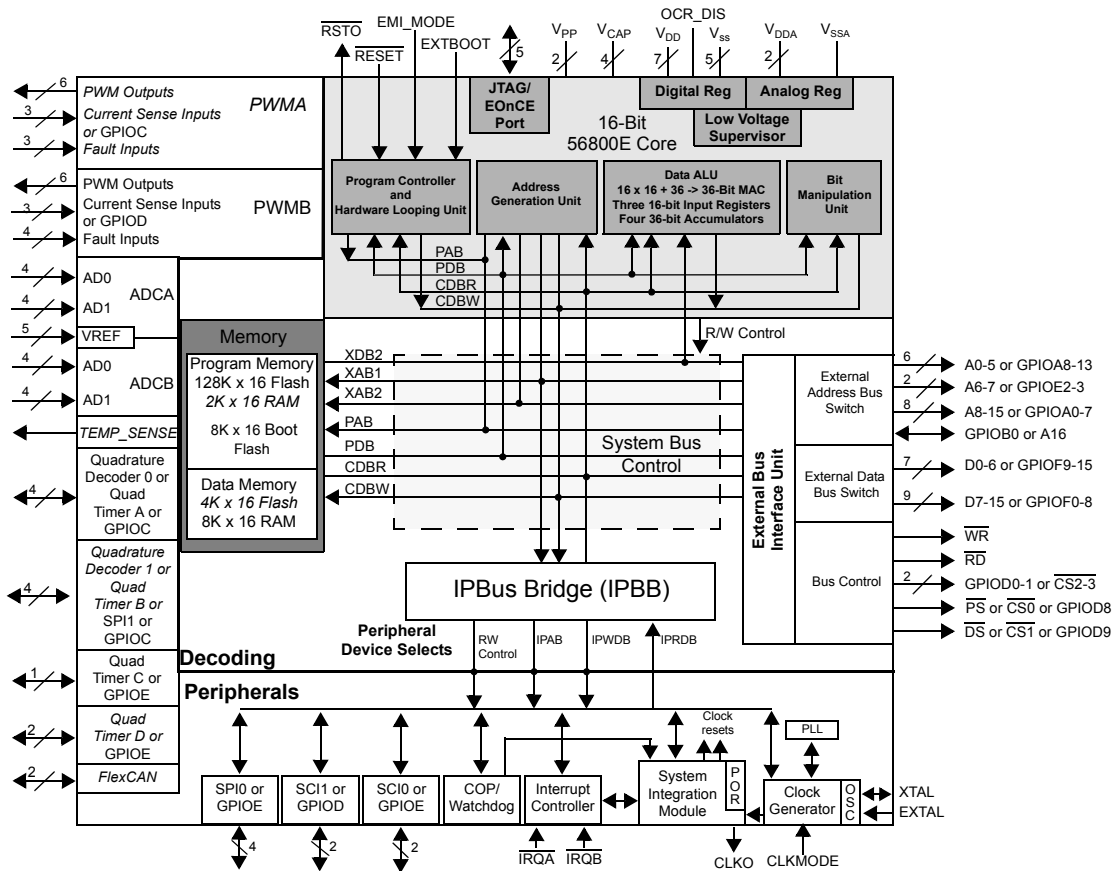 RSTO
EMI_MODE
RESET
EXTBOOT
5
VPP
2
VCAP
4
OCR_DIS
VDD
7
Vss
5
VDDA
2
VSSA
6
PWM Outputs
PWMA
3
Current Sense Inputs
or GPIOC
3
Fault Inputs
6
PWM Outputs
PWMB
3
Current Sense Inputs
or GPIOD
4
Fault Inputs
4
AD0
ADCA
4
AD1
5
VREF
4
AD0
ADCB
4
AD1
TEMP_SENSE
4
Quadrature
Decoder 0 or
Quad
Timer A or
GPIOC
4
Quadrature
Decoder 1 or
Quad
Timer B or
SPI1 or
GPIOC
1
Quad
Timer C or
GPIOE
2
Quad
Timer D or
GPIOE
2
FlexCAN
JTAG/
EOnCE
Port
Digital Reg
Analog Reg
Low Voltage
Supervisor
16-Bit
56800E Core
Program Controller
and
Hardware Looping Unit
Address
Generation Unit
Data ALU
16 x 16 + 36 -> 36-Bit MAC
Three 16-bit Input Registers
Four 36-bit Accumulators
Bit
Manipulation
Unit
PAB
PDB
CDBR
CDBW
R/W Control
Memory
Program Memory
128K x 16 Flash
2K x 16 RAM
8K x 16 Boot
Flash
Data Memory
4K x 16 Flash
8K x 16 RAM
XDB2
XAB1
XAB2
PAB
PDB
CDBR
CDBW
System Bus
Control
External Bus
Interface Unit
External
Address Bus
Switch
External Data
Bus Switch
Bus Control
6
A0-5 or GPIOA8-13
2
A6-7 or GPIOE2-3
8
A8-15 or GPIOA0-7
GPIOB0 or A16
7
D0-6 or GPIOF9-15
9
D7-15 or GPIOF0-8
WR
RD
2
GPIOD0-1 or CS2-3
PS or CS0 or GPIOD8
DS or CS1 or GPIOD9
IPBus Bridge (IPBB)
Peripheral
Device Selects
RW
Control
IPAB
IPWDB
IPRDB
Decoding
Peripherals
Clock
resets
PLL
SPI0 or
GPIOE
SCI1 or
GPIOD
SCI0 or
GPIOE
COP/
Watchdog
Interrupt
Controller
System
Integration
Module
POR
Clock
Generator
OSC
XTAL
EXTAL
4
2
2
IRQA
IRQB
CLKO
CLKMODE